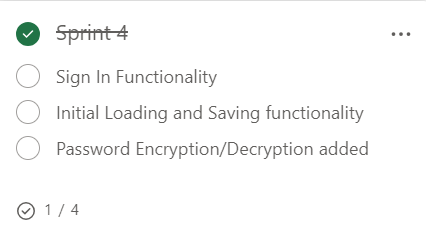 Sprint 4
Sign In Functionality
Initial Loading and Saving functionality
Password Encryption/Decryption added
1 / 4